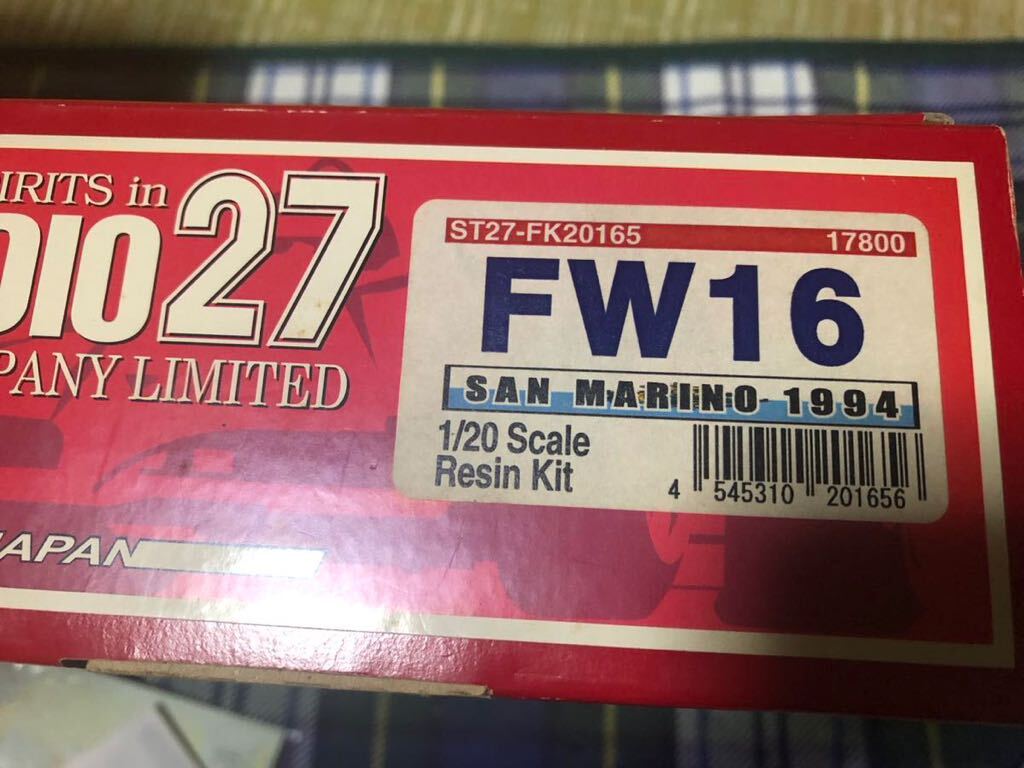 IRITS in
DIO27
PANY LIMITED
JAPAN
ST27-FK20165 17800
FW16
SAN MARINO 1994
1/20 Scale
Resin Kit
4 545310 201656